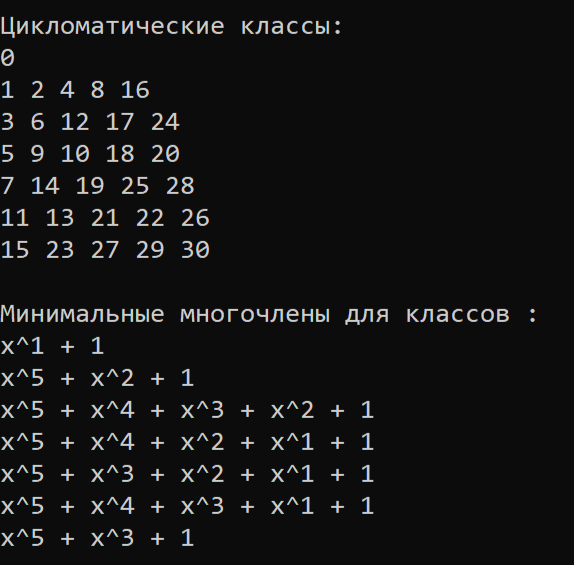 Цикломатические классы:
0
1 2 4 8 16
3 6 12 17 24
5 9 10 18 20
7 14 19 25 28
11 13 21 22 26
15 23 27 29 30
Минимальные многочлены для классов :
x^1 + 1
x^5 + x^2 + 1
x^5 + x^4 + x^3 + x^2 + 1
x^5 + x^4 + x^2 + x^1 + 1
x^5 + x^3 + x^2 + x^1 + 1
x^5 + x^4 + x^3 + x^1 + 1
x^5 + x^3 + 1